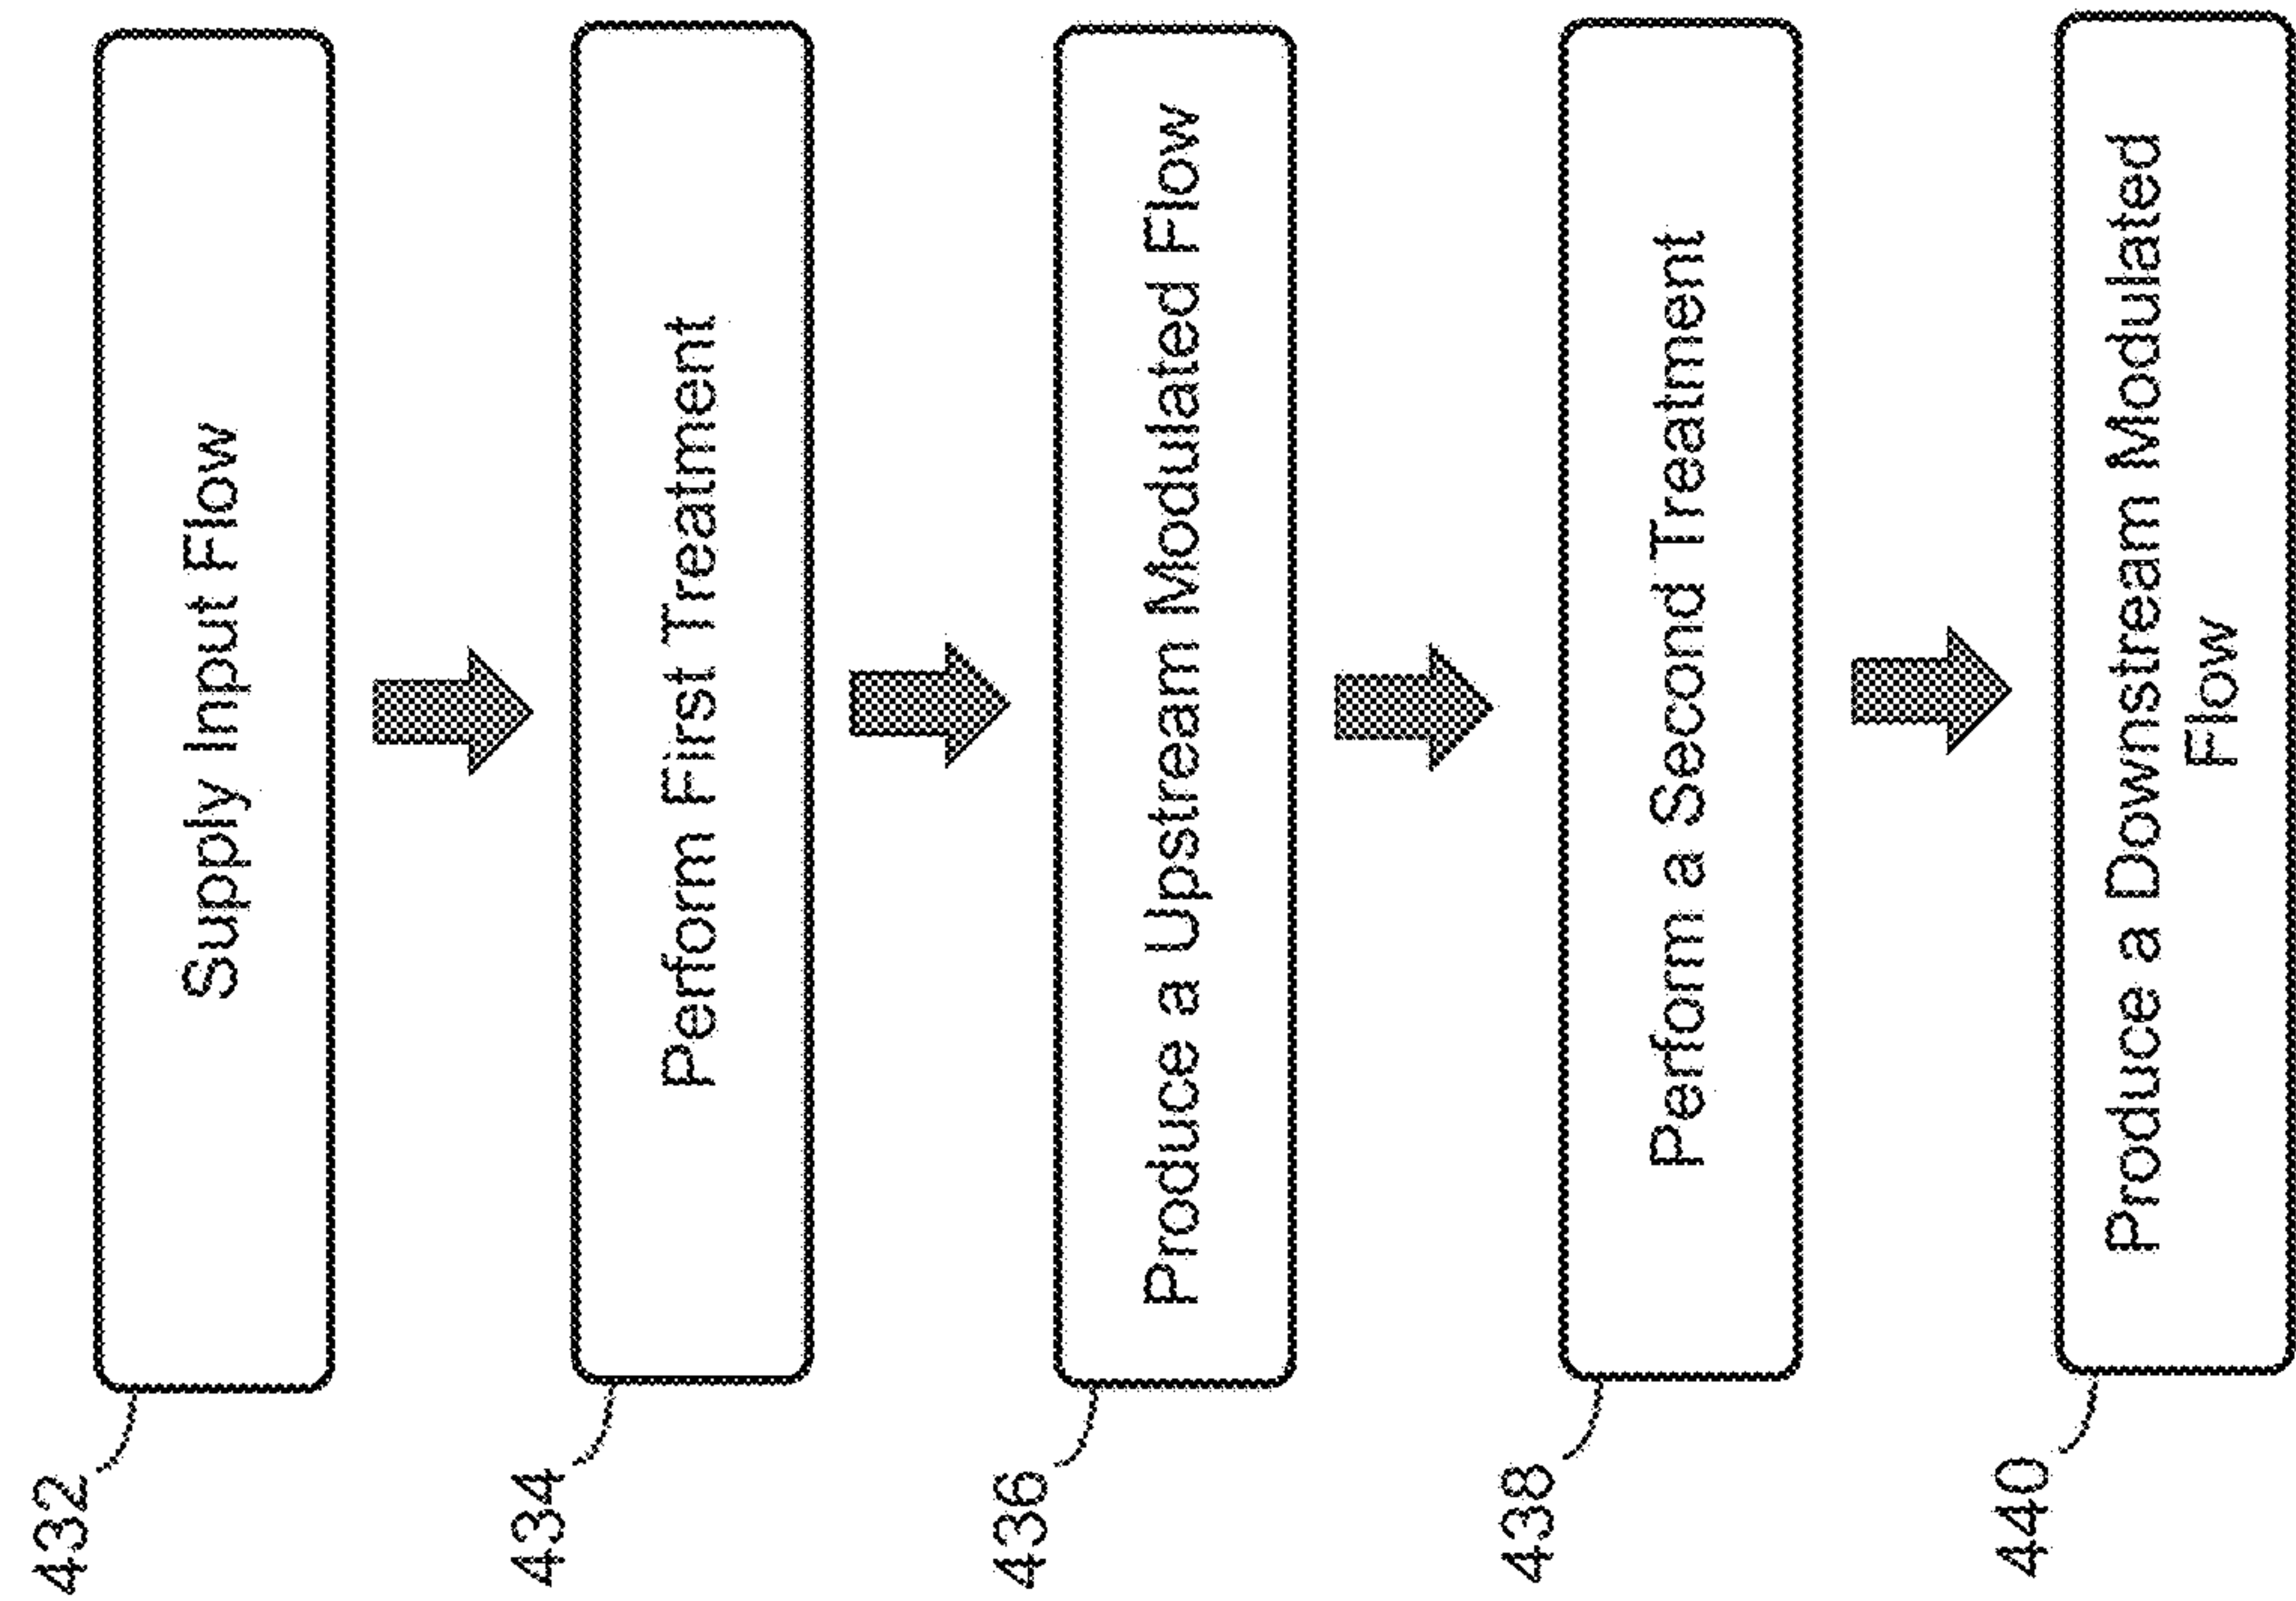 432
Supply Input Flow
434
Perform First Treatment
436
Produce a Upstream Modulated Flow
438
Perform a Second Treatment
440
Produce a Downstream Modulated
Flow